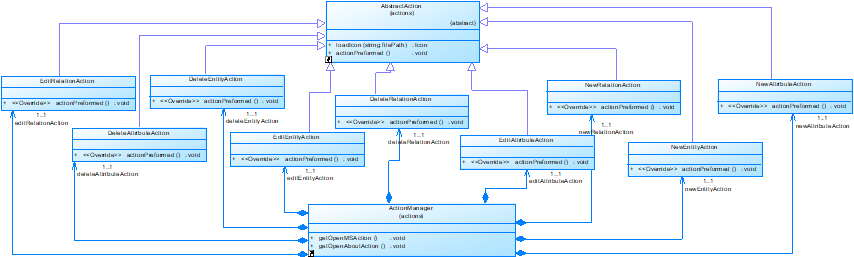 AbstractAction
(actions)
{abstract}
+ loadIcon (string filePath) : Icon
+ actionPreformed () : void
EditRelationAction
+ <<Override>> actionPreformed () : void
1..1
editRelationAction
DeleteEntityAction
+ <<Override>> actionPreformed () : void
1..1
deleteEntityAction
DeleteRelationAction
+ <<Override>> actionPreformed () : void
1..1
deleteRelationAction
NewRelationAction
+ <<Override>> actionPreformed () : void
1..1
newRelationAction
NewAttributeAction
+ <<Override>> actionPreformed () : void
1..1
newAttributeAction
DeleteAttributeAction
+ <<Override>> actionPreformed () : void
1..1
deleteAttributeAction
EditEntityAction
+ <<Override>> actionPreformed () : void
1..1
editEntityAction
EditAttributeAction
+ <<Override>> actionPreformed () : void
1..1
editAttributeAction
NewEntityAction
+ <<Override>> actionPreformed () : void
1..1
newEntityAction
ActionManager
(actions)
+ getOpenMSAction () : void
+ getOpenAboutAction () : void